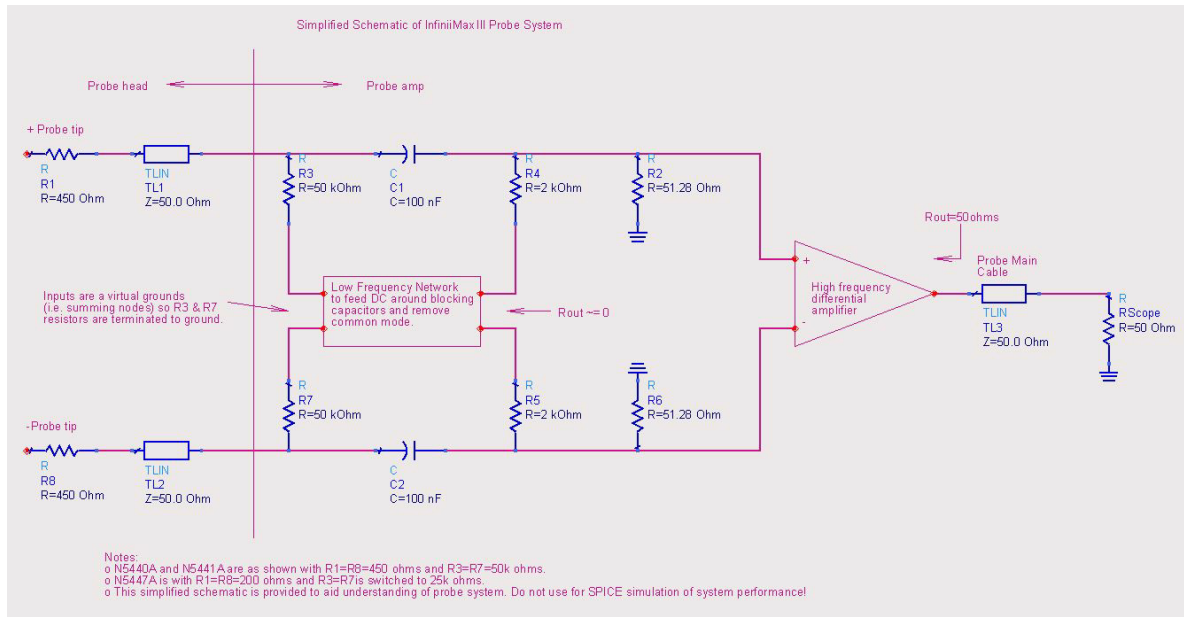 Simplified Schematic of InfiniiMax III Probe System
Probe head
Probe amp
+ Probe tip
R
R1
R=450 Ohm
TLIN
TL1
Z=50.0 Ohm
R
R3
R=50 kOhm
C
C1
C=100 nF
R
R4
R=2 kOhm
R
R2
R=51.28 Ohm
Rout=50ohms
Inputs are a virtual grounds
(i.e. summing nodes) so R3 & R7
resistors are terminated to ground.
Low Frequency Network
to feed DC around blocking
capacitors and remove
common mode.
Rout ~= 0
+
-
High frequency
differential
amplifier
Probe Main
Cable
TLIN
TL3
Z=50.0 Ohm
R
RScope
R=50 Ohm
R
R7
R=50 kOhm
R
R5
R=2 kOhm
R
R6
R=51.28 Ohm
-Probe tip
R
R8
R=450 Ohm
TLIN
TL2
Z=50.0 Ohm
C
C2
C=100 nF
Notes:
o N5440A and N5441A are as shown with R1=R8=450 ohms and R3=R7=50k ohms.
o N5447A is with R1=R8=200 ohms and R3=R7 is switched to 25k ohms.
o This simplified schematic is provided to aid understanding of probe system. Do not use for SPICE simulation of system performance!